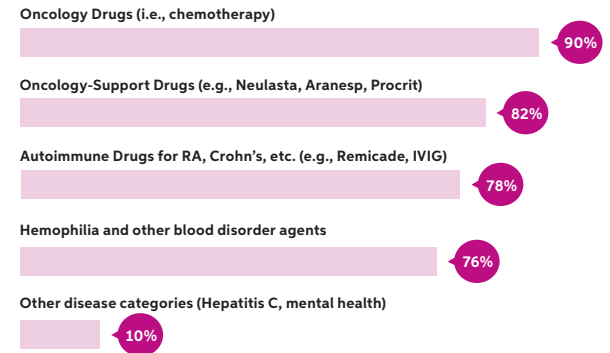 Oncology Drugs (i.e., chemotherapy)
90%
Oncology-Support Drugs (e.g., Neulasta, Aranesp, Procrit)
82%
Autoimmune Drugs for RA, Crohn’s, etc. (e.g., Remicade, IVIG)
78%
Hemophilia and other blood disorder agents
76%
Other disease categories (Hepatitis C, mental health)
10%